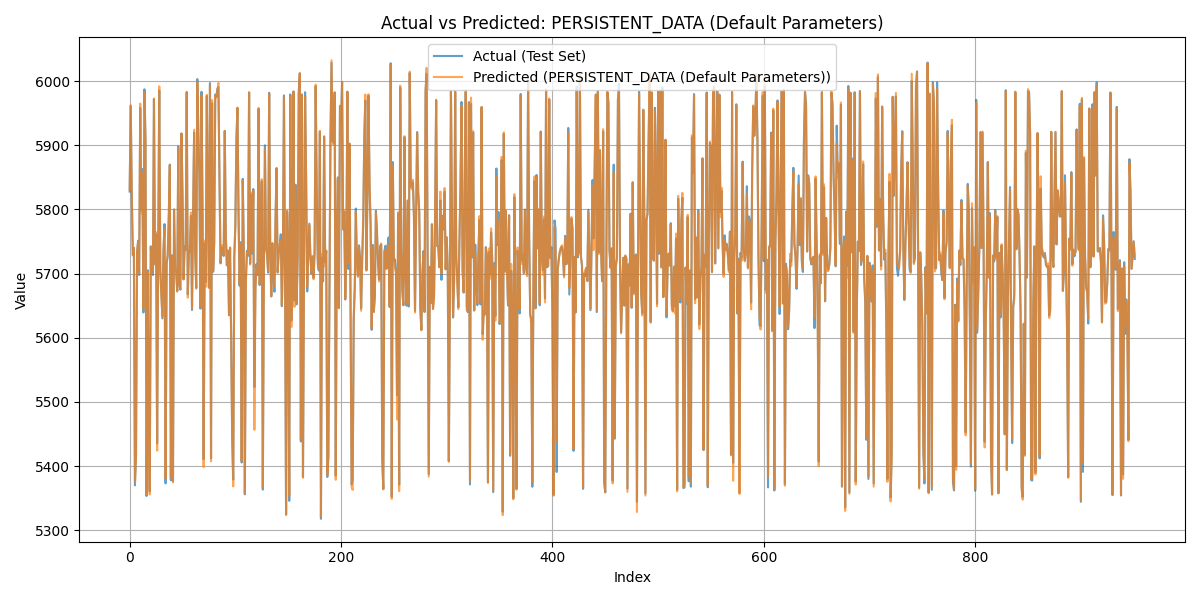 Actual vs Predicted: PERSISTENT_DATA (Default Parameters)
Actual (Test Set)
Predicted (PERSISTENT_DATA (Default Parameters))
Value
6000
5900
5800
5700
5600
5500
5400
5300
0 200 400 600 800
Index